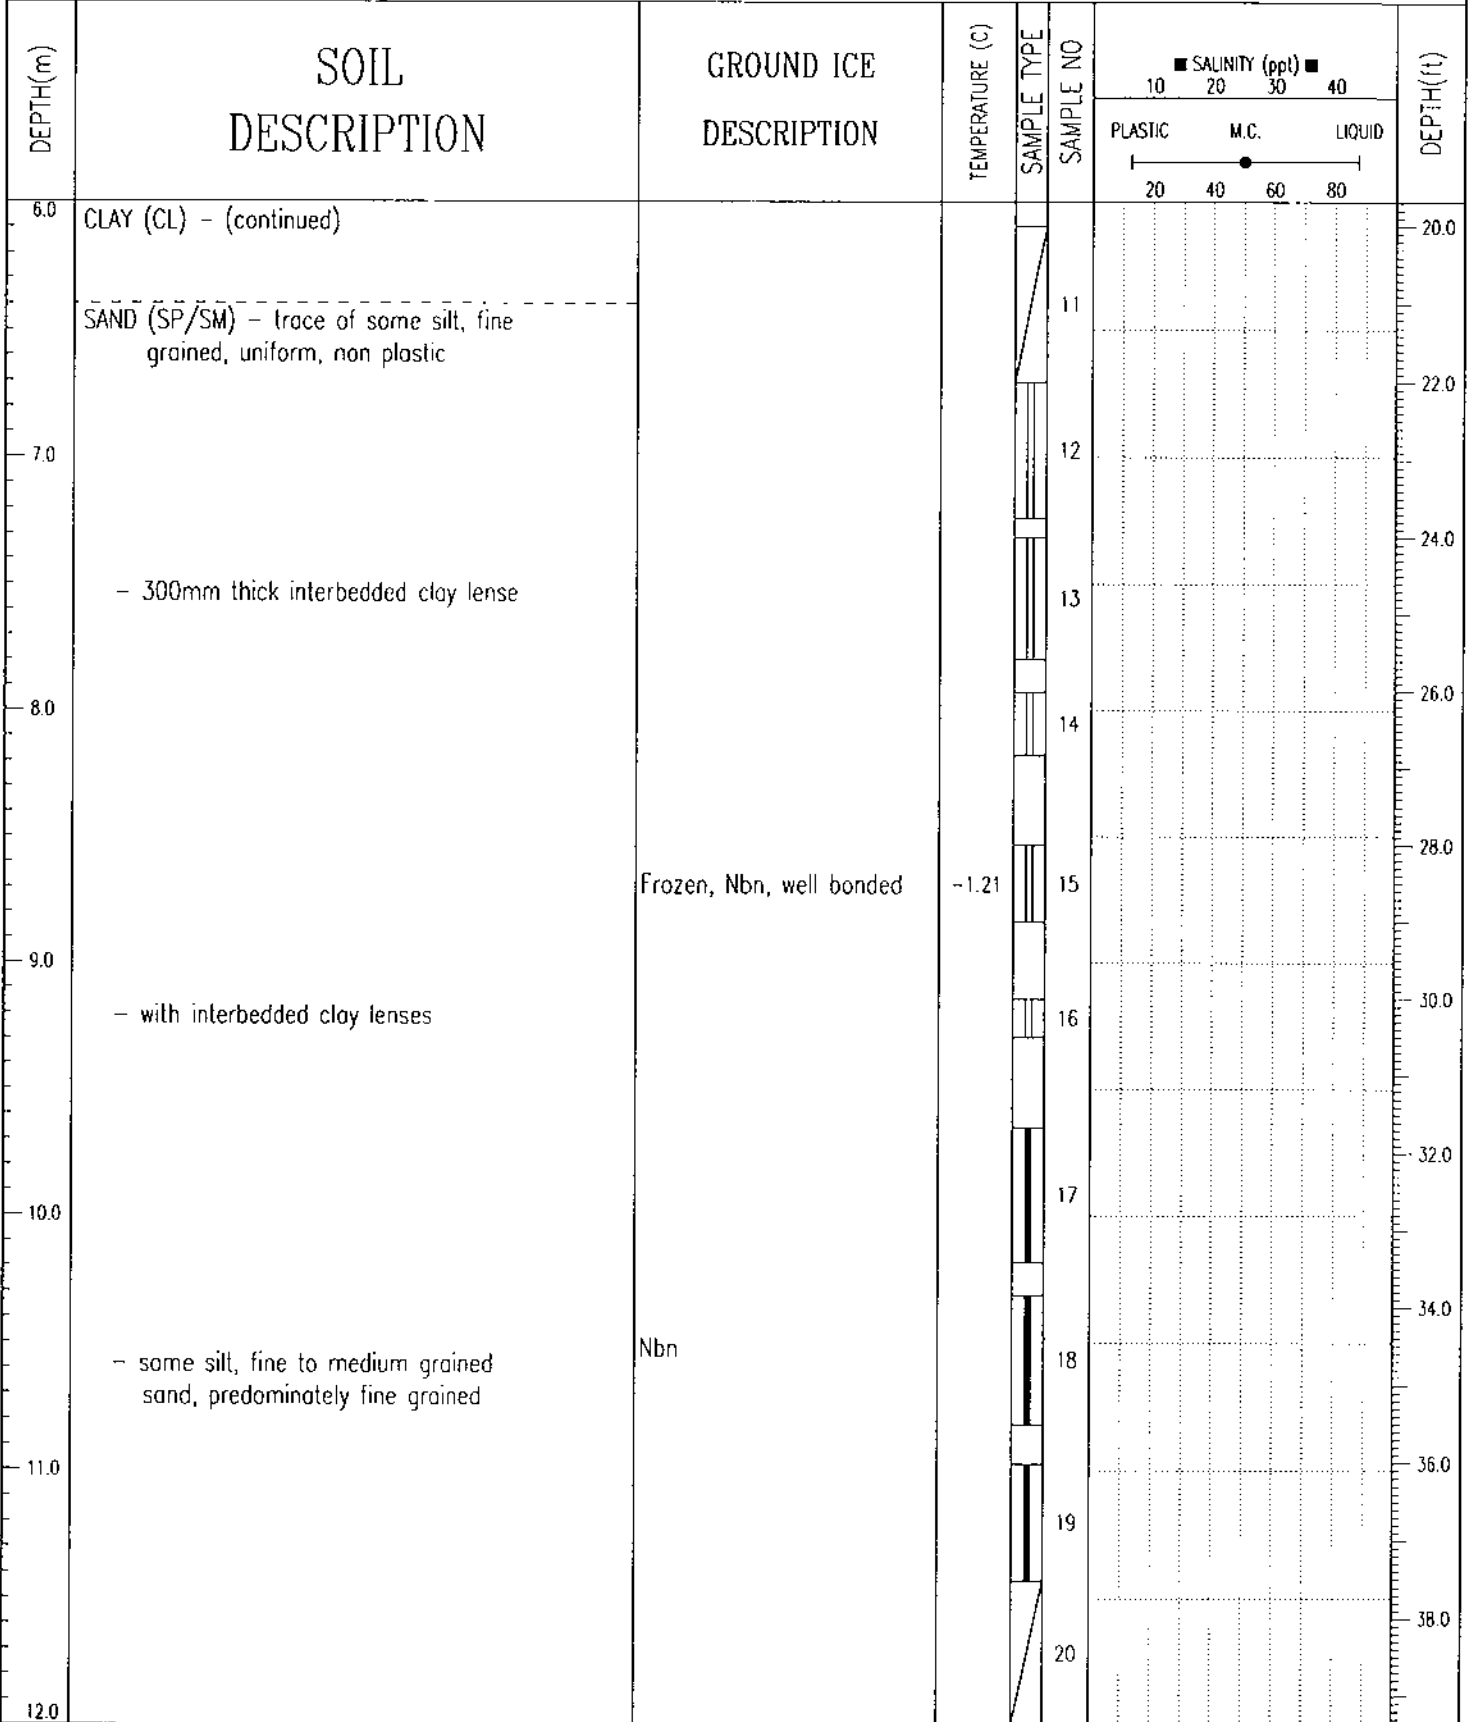 DEPTH(m)
SOIL
DESCRIPTION
GROUND ICE
DESCRIPTION
TEMPERATURE (C)
SAMPLE TYPE
SAMPLE NO
■ SALINITY (ppt) ■
10 20 30 40
PLASTIC M.C. LIQUID
20 40 60 80
DEPTH(ft)
6.0
CLAY (CL) - (continued)
20.0
11
SAND (SP/SM) - trace of some silt, fine
grained, uniform, non plastic
22.0
7.0
12
24.0
- 300mm thick interbedded clay lense
13
26.0
8.0
14
28.0
Frozen, Nbn, well bonded
-1.21
15
9.0
30.0
- with interbedded clay lenses
16
32.0
17
10.0
34.0
Nbn
- some silt, fine to medium grained
sand, predominately fine grained
18
11.0
36.0
19
38.0
20
12.0